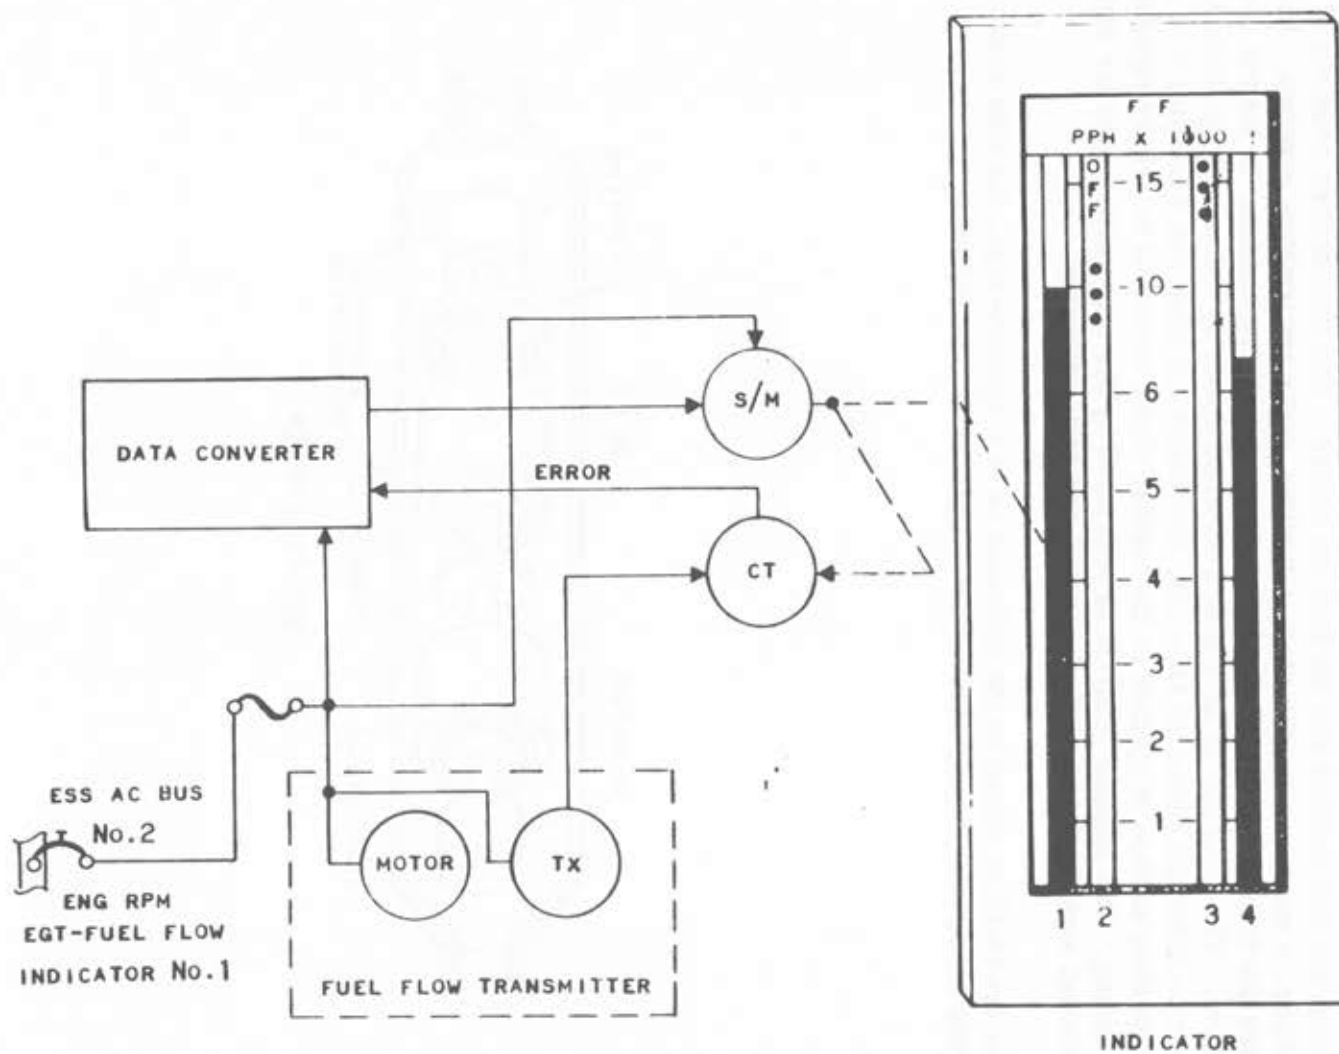 F F
PPH X 1000
OFF
15
10
6
5
4
3
2
1
1 2 3 4
INDICATOR
S/M
DATA CONVERTER
ERROR
CT
ESS AC BUS
No.2
ENG RPM
EGT-FUEL FLOW
INDICATOR No.1
MOTOR
TX
FUEL FLOW TRANSMITTER